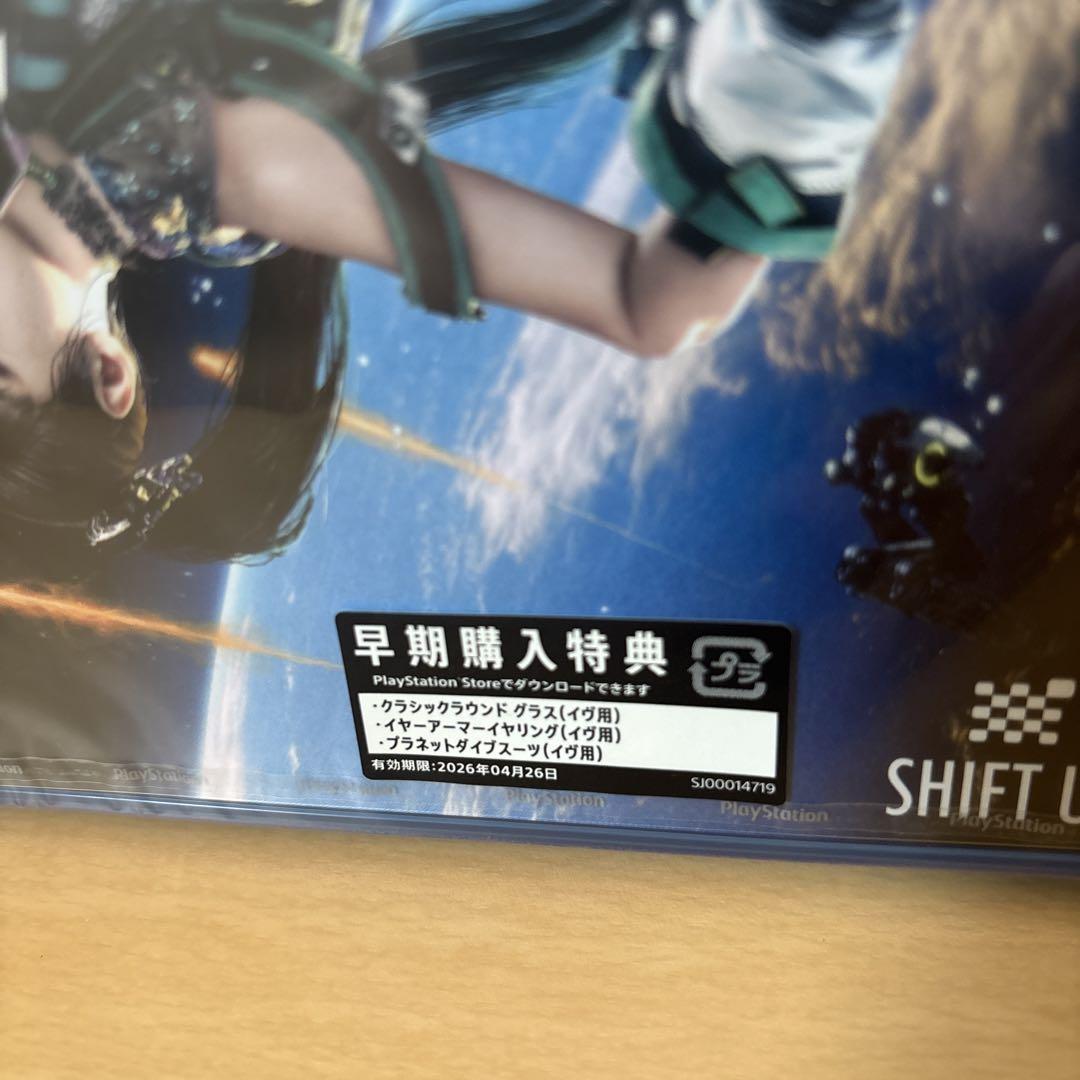 早期購入特典
PlayStation Storeでダウンロードできます
プラ
・クラシックラウンド グラス(イヴ用)
・イヤーアーマーイヤリング(イヴ用)
・プラネットダイブスーツ(イヴ用)
有効期限:2026年04月26日
SJ00014719
SHIFT U
PlayStation
PlayStation
PlayStation
PlayStation
PlayStation